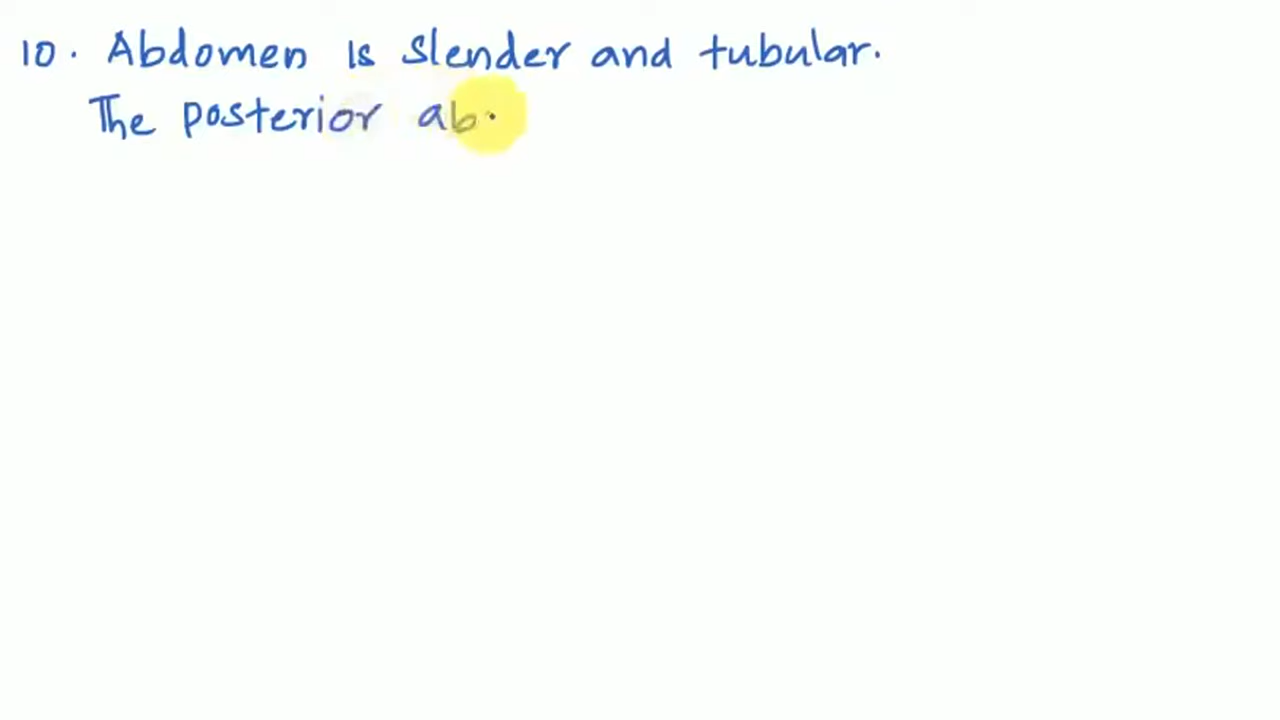 10. Abdomen is slender and tubular.
The posterior ab